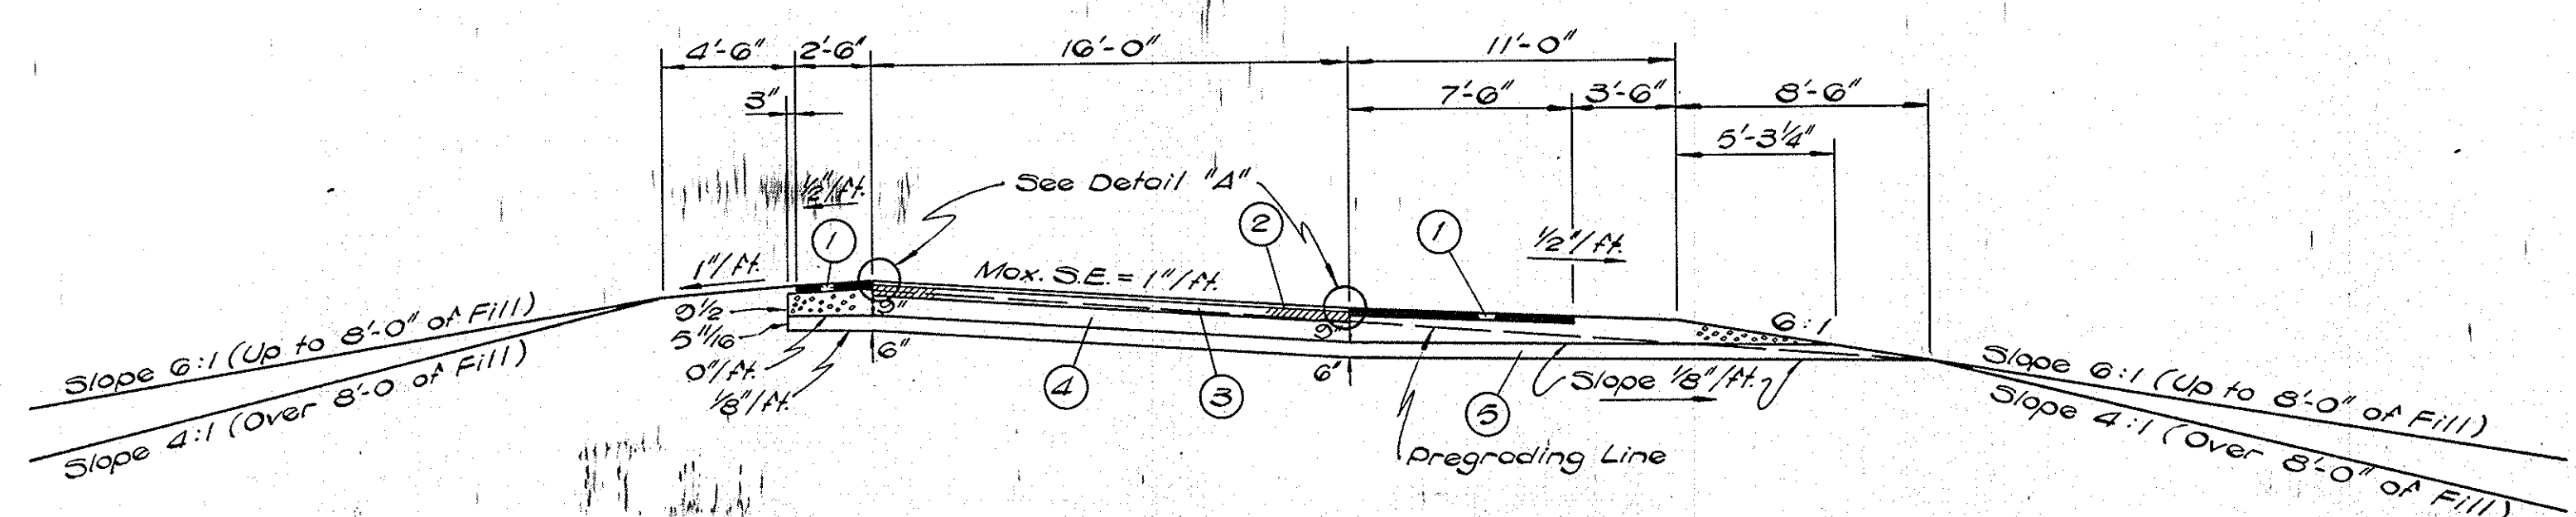 4'-6" 2'-6" 16'-0" 11'-0"
3" 7'-6" 3'-6" 8'-6"
5'-3¼"
½"/ft. See Detail "A"
1 2 1 ½"/ft.
1"/ft. Max. S.E. = 1"/ft.
9½ 9" 9" 6:1
5 11/16 6" 6"
0"/ft. 4 3 Slope ⅛"/ft.
⅛"/ft. 5
Pregrading Line
Slope 6:1 (Up to 8'-0" of Fill)
Slope 4:1 (Over 8'-0 of Fill)
Slope 6:1 (Up to 8'-0" of Fill)
Slope 4:1 (Over 8'-0" of Fill)